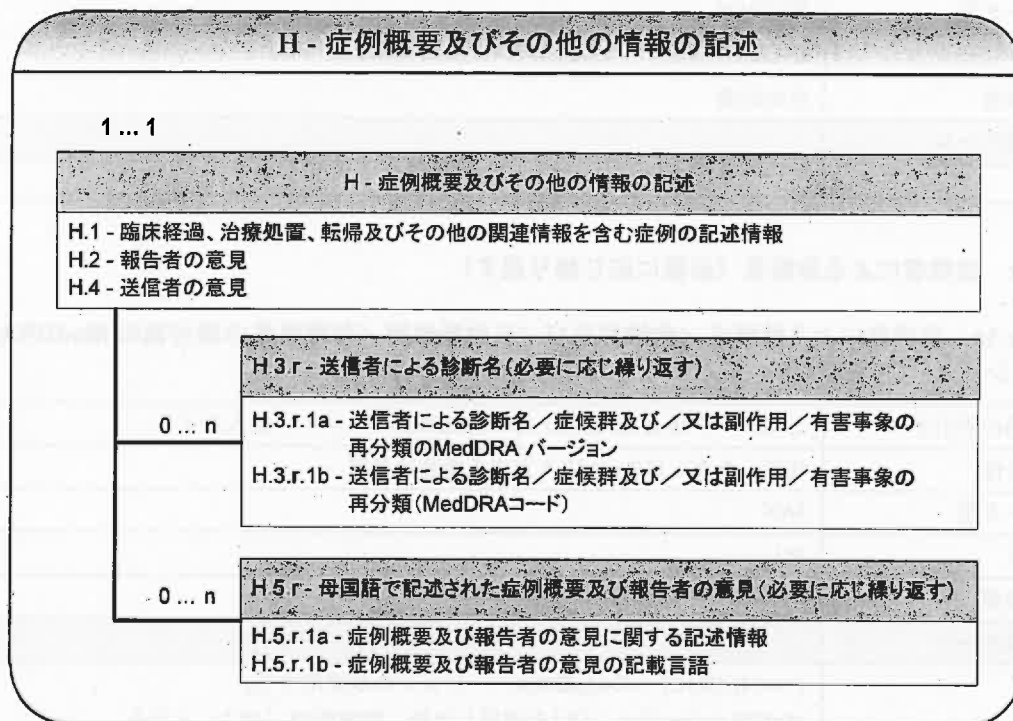 H - 症例概要及びその他の情報の記述
1 ... 1
H - 症例概要及びその他の情報の記述
H.1 - 臨床経過、治療処置、転帰及びその他の関連情報を含む症例の記述情報
H.2 - 報告者の意見
H.4 - 送信者の意見
H.3.r - 送信者による診断名(必要に応じ繰り返す)
0 ... n
H.3.r.1a - 送信者による診断名/症候群及び/又は副作用/有害事象の
再分類のMedDRA バージョン
H.3.r.1b - 送信者による診断名/症候群及び/又は副作用/有害事象の
再分類(MedDRAコード)
H.5.r - 母国語で記述された症例概要及び報告者の意見(必要に応じ繰り返す)
0 ... n
H.5.r.1a - 症例概要及び報告者の意見に関する記述情報
H.5.r.1b - 症例概要及び報告者の意見の記載言語